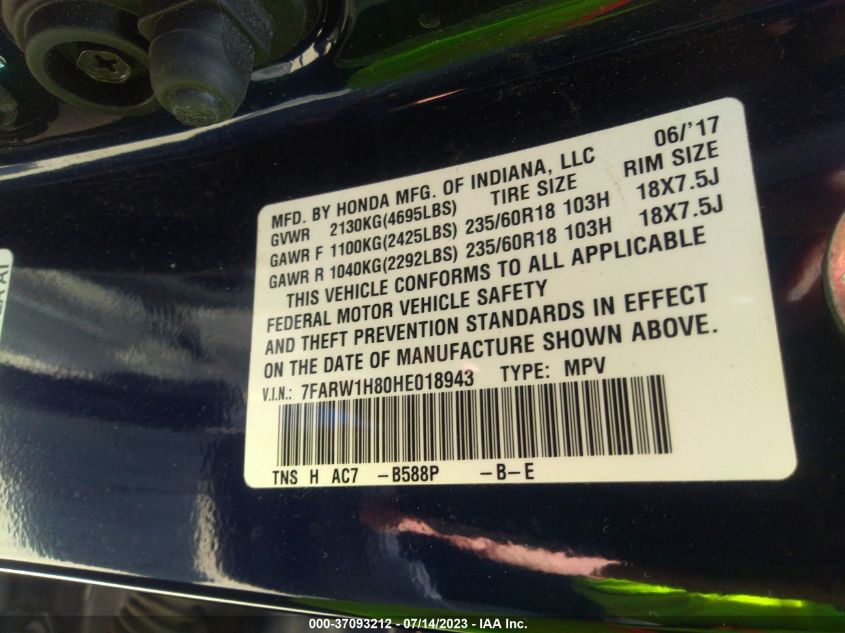 06/'17
MFD. BY HONDA MFG. OF INDIANA, LLC
GVWR 2130KG(4695LBS) TIRE SIZE RIM SIZE
GAWR F 1100KG(2425LBS) 235/60R18 103H 18X7.5J
GAWR R 1040KG(2292LBS) 235/60R18 103H 18X7.5J
THIS VEHICLE CONFORMS TO ALL APPLICABLE
FEDERAL MOTOR VEHICLE SAFETY
AND THEFT PREVENTION STANDARDS IN EFFECT
ON THE DATE OF MANUFACTURE SHOWN ABOVE.
V.I.N.: 7FARW1H80HE018943 TYPE: MPV
TNS H AC7 -B588P -B-E
000-37093212 - 07/14/2023 - IAA Inc.